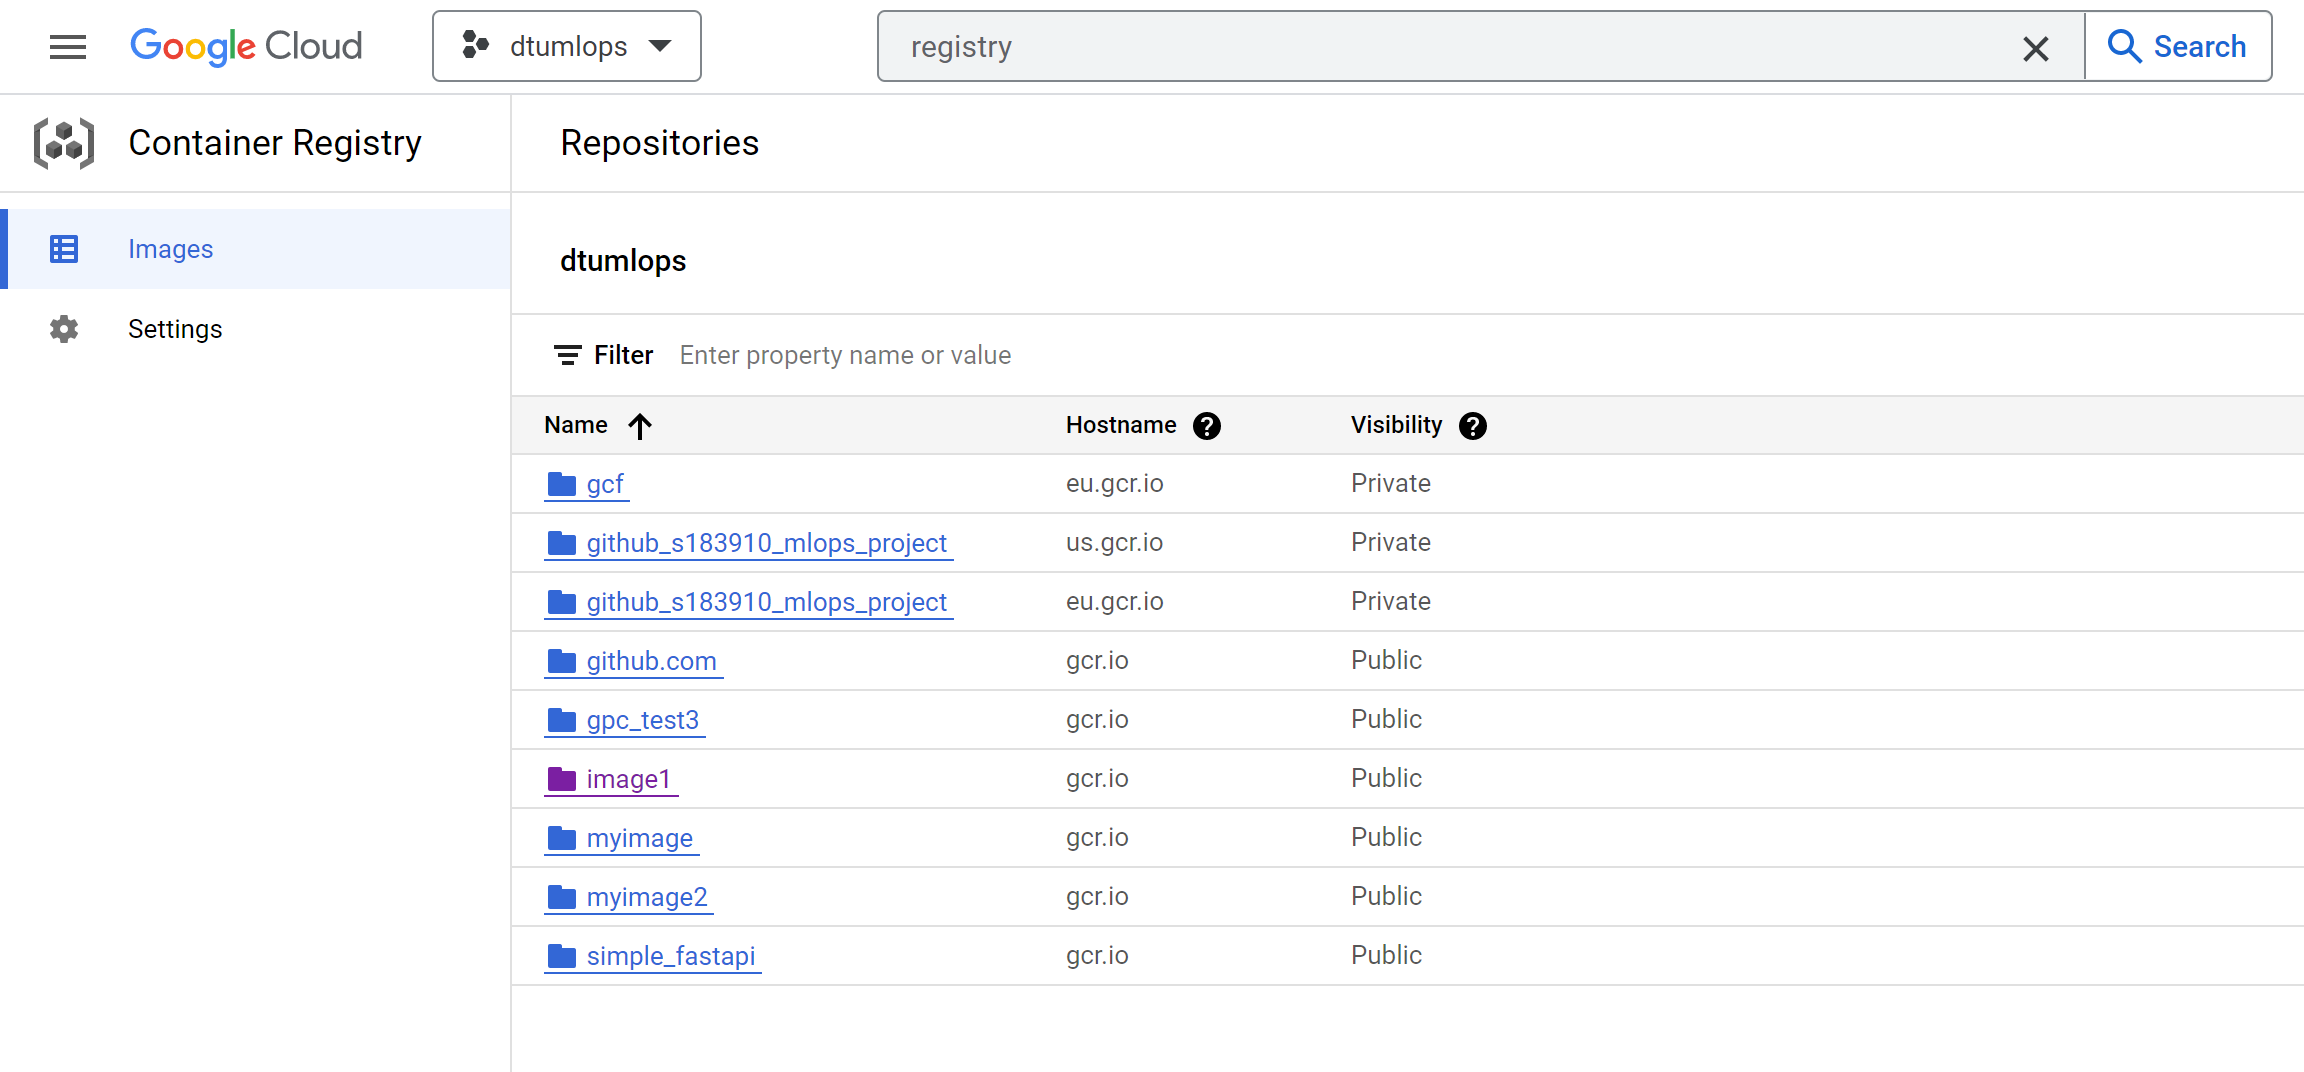 Google Cloud
dtumlops
registry
Search
Container Registry
Repositories
Images
Settings
dtumlops
Filter Enter property name or value
Name Hostname Visibility
gcf eu.gcr.io Private
github_s183910_mlops_project us.gcr.io Private
github_s183910_mlops_project eu.gcr.io Private
github.com gcr.io Public
gpc_test3 gcr.io Public
image1 gcr.io Public
myimage gcr.io Public
myimage2 gcr.io Public
simple_fastapi gcr.io Public